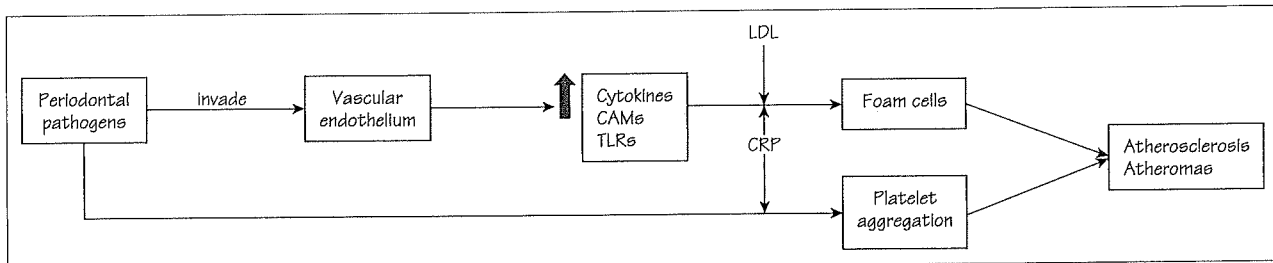 Periodontal
pathogens
invade
Vascular
endothelium
Cytokines
CAMs
TLRs
LDL
CRP
Foam cells
Platelet
aggregation
Atherosclerosis
Atheromas